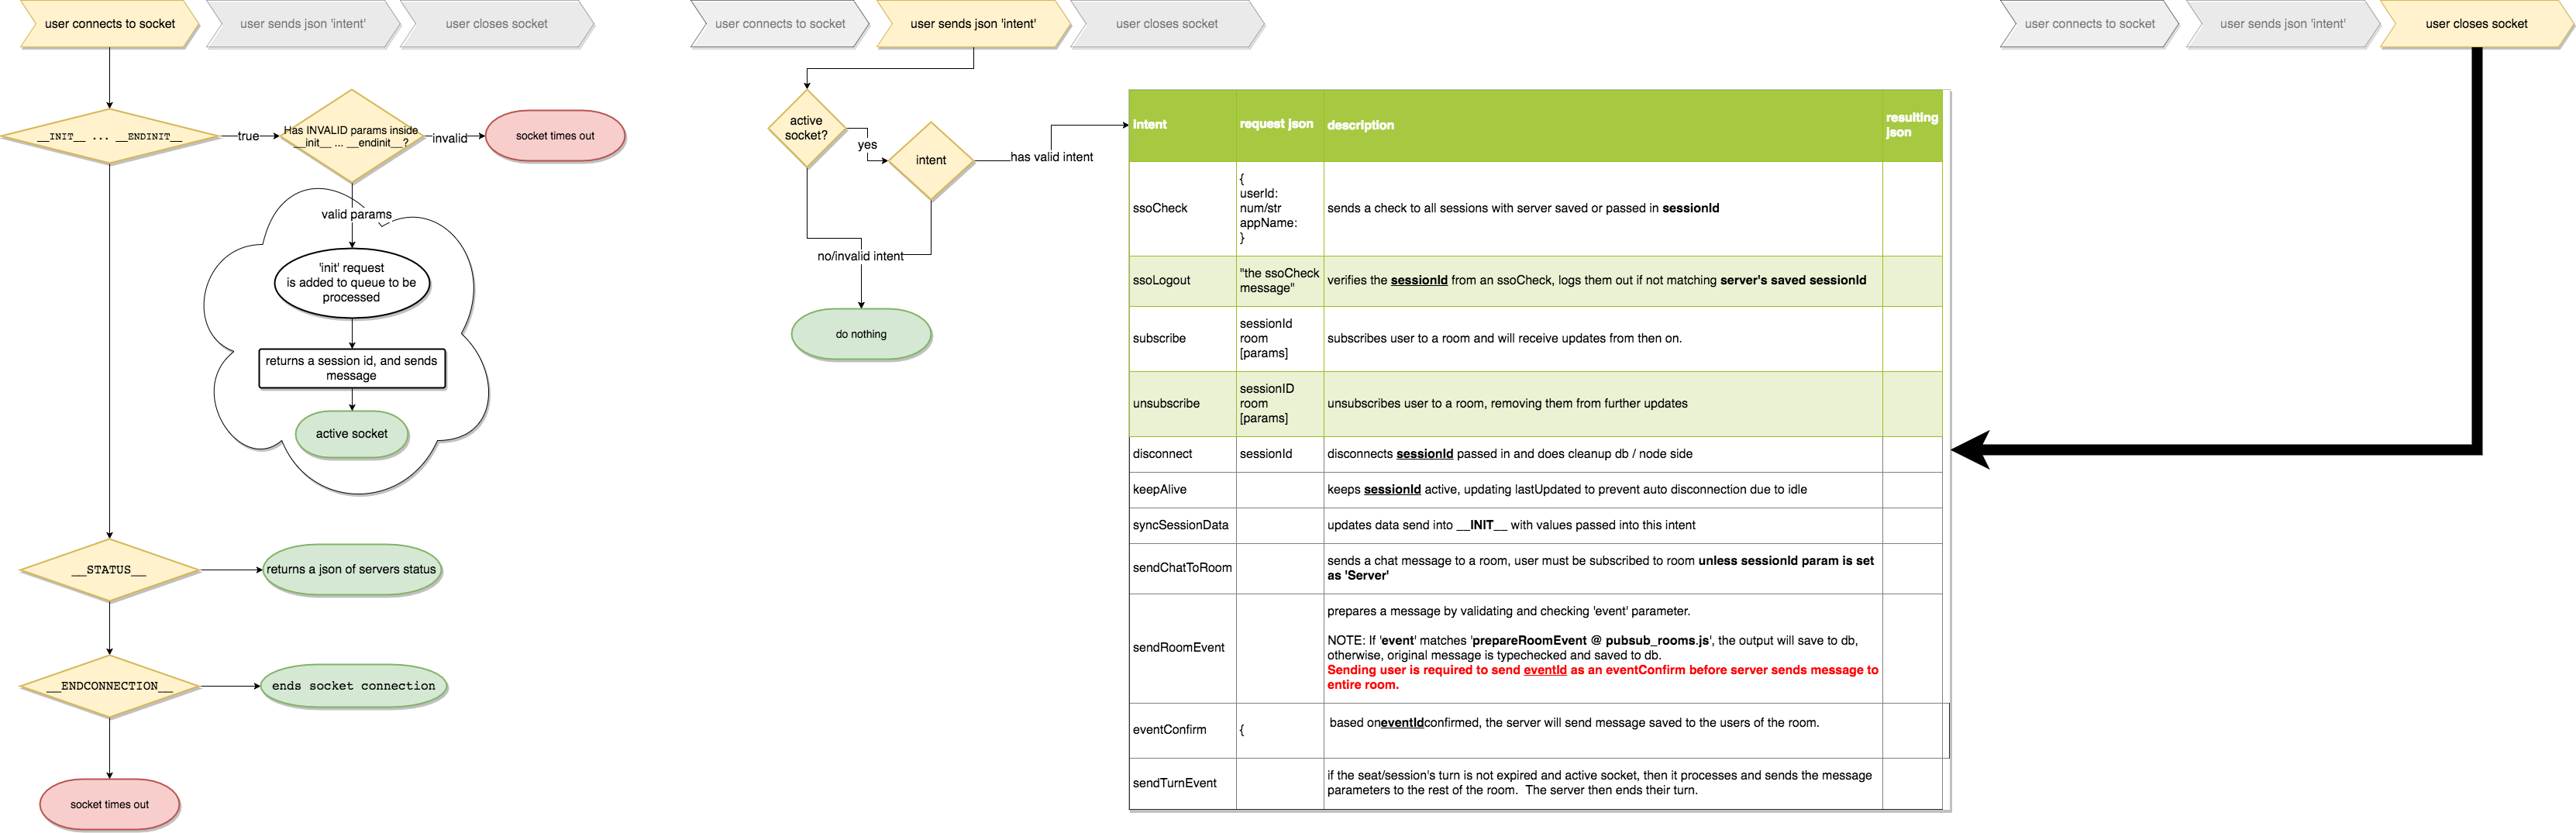 user connects to socket
user sends json 'intent'
user closes socket
__INIT__ ... __ENDINIT__
true
Has INVALID params inside
__init__ ... __endinit__?
invalid
socket times out
valid params
'init' request
is added to queue to be
processed
returns a session id, and sends
message
active socket
__STATUS__
returns a json of servers status
__ENDCONNECTION__
ends socket connection
socket times out
user connects to socket
user sends json 'intent'
user closes socket
active
socket?
yes
intent
has valid intent
no/invalid intent
do nothing
intent
request json
description
resulting
json
ssoCheck
{
userId:
num/str
appName:
}
sends a check to all sessions with server saved or passed in sessionId
ssoLogout
"the ssoCheck
message"
verifies the sessionId from an ssoCheck, logs them out if not matching server's saved sessionId
subscribe
sessionId
room
[params]
subscribes user to a room and will receive updates from then on.
unsubscribe
sessionID
room
[params]
unsubscribes user to a room, removing them from further updates
disconnect
sessionId
disconnects sessionId passed in and does cleanup db / node side
keepAlive
keeps sessionId active, updating lastUpdated to prevent auto disconnection due to idle
syncSessionData
updates data send into __INIT__ with values passed into this intent
sendChatToRoom
sends a chat message to a room, user must be subscribed to room unless sessionId param is set
as 'Server'
sendRoomEvent
prepares a message by validating and checking 'event' parameter.
NOTE: If 'event' matches 'prepareRoomEvent @ pubsub_rooms.js', the output will save to db,
otherwise, original message is typechecked and saved to db.
Sending user is required to send eventId as an eventConfirm before server sends message to
entire room.
eventConfirm
{
based oneventIdconfirmed, the server will send message saved to the users of the room.
sendTurnEvent
if the seat/session's turn is not expired and active socket, then it processes and sends the message
parameters to the rest of the room.  The server then ends their turn.
user connects to socket
user sends json 'intent'
user closes socket